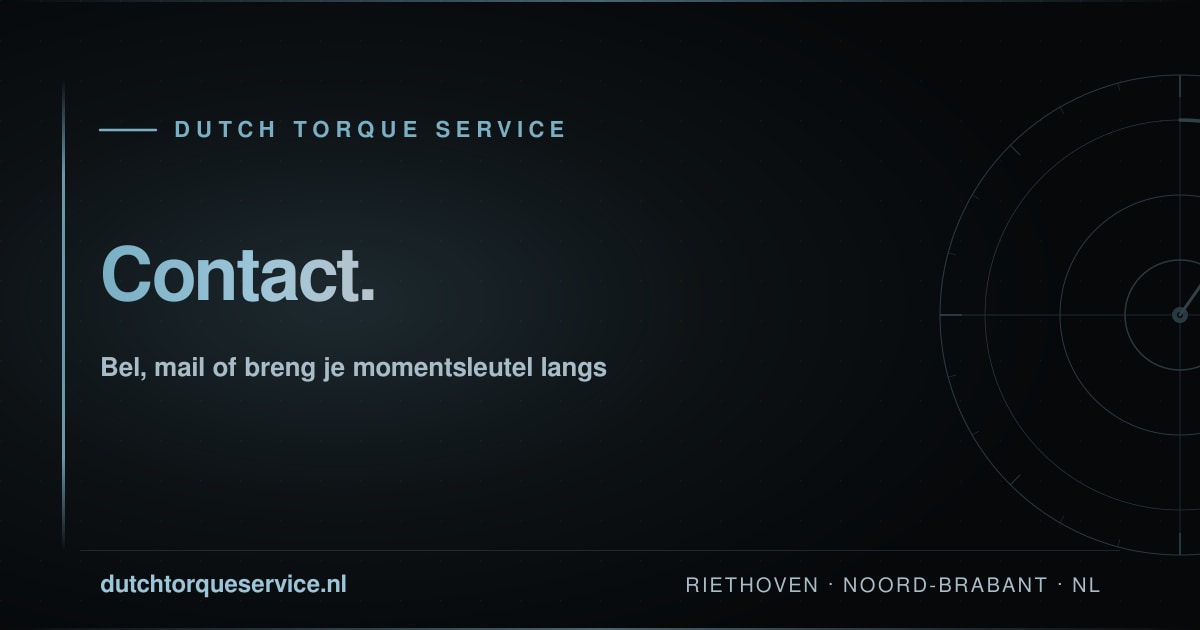 DUTCH TORQUE SERVICE
Contact.
Bel, mail of breng je momentsleutel langs
dutchtorqueservice.nl
RIETHOVEN · NOORD-BRABANT · NL